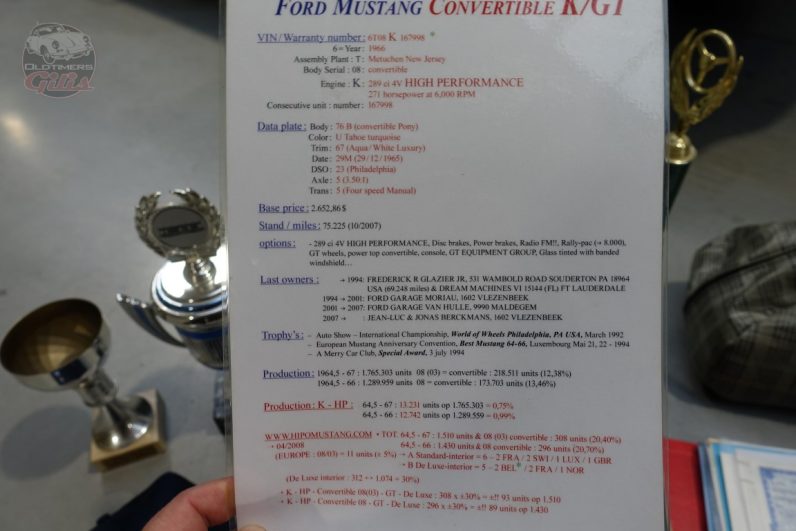 OLDTIMERS
Gillis
FORD MUSTANG CONVERTIBLE K/GT
VIN/Warranty number : 6T08 K 167998 *
6 = Year : 1966
Assembly Plant : T : Metuchen New Jersey
Body Serial : 08 : convertible
Engine : K : 289 ci 4V HIGH PERFORMANCE
271 horsepower at 6,000 RPM
Consecutive unit : number : 167998
Data plate : Body : 76 B (convertible Pony)
Color : U Tahoe turquoise
Trim : 67 (Aqua/White Luxury)
Date : 29M (29/12/1965)
DSO : 23 (Philadelphia)
Axle : 5 (3.50:1)
Trans : 5 (Four speed Manual)
Base price : 2.652,86 $
Stand / miles : 75.225 (10/2007)
options : - 289 ci 4V HIGH PERFORMANCE, Disc brakes, Power brakes, Radio FM!!, Rally-pac (→ 8.000),
GT wheels, power top convertible, console, GT EQUIPMENT GROUP, Glass tinted with banded
windshield…
Last owners : → 1994: FREDERICK R GLAZIER JR, 531 WAMBOLD ROAD SOUDERTON PA 18964
USA (69.248 miles) & DREAM MACHINES VI 15144 (FL) FT LAUDERDALE
1994 → 2001: FORD GARAGE MORIAU, 1602 VLEZENBEEK
2001 → 2007: FORD GARAGE VAN HULLE, 9990 MALDEGEM
2007 → : JEAN-LUC & JONAS BERCKMANS, 1602 VLEZENBEEK
Trophy's : – Auto Show – International Championship, World of Wheels Philadelphia, PA USA, March 1992
– European Mustang Anniversary Convention, Best Mustang 64-66, Luxembourg Mai 21, 22 - 1994
– A Merry Car Club, Special Award, 3 july 1994
Production : 1964,5 - 67 : 1.765.303 units 08 (03) = convertible : 218.511 units (12,38%)
1964,5 - 66 : 1.289.959 units 08 = convertible : 173.703 units (13,46%)
Production : K - HP : 64,5 - 67 : 13.231 units op 1.765.303 = 0,75%
64,5 - 66 : 12.742 units op 1.289.559 = 0,99%
WWW.HIPOMUSTANG.COM • TOT. 64,5 - 67 : 1.510 units & 08 (03) convertible : 308 units (20,40%)
• 04/2008 64,5 - 66 : 1.430 units & 08 convertible : 296 units (20,70%)
(EUROPE : 08/03) = 11 units (± 5%) → A Standard-interior = 6 – 2 FRA / 2 SWI / 1 LUX / 1 GBR
→ B De Luxe-interior = 5 – 2 BEL* / 2 FRA / 1 NOR
(De Luxe interior : 312 ↔ 1.074 = 30%)
• K - HP - Convertible 08(03) - GT - De Luxe : 308 x ±30% = ±!! 93 units op 1.510
• K - HP - Convertible 08 - GT - De Luxe : 296 x ±30% = ±!! 89 units op 1.430